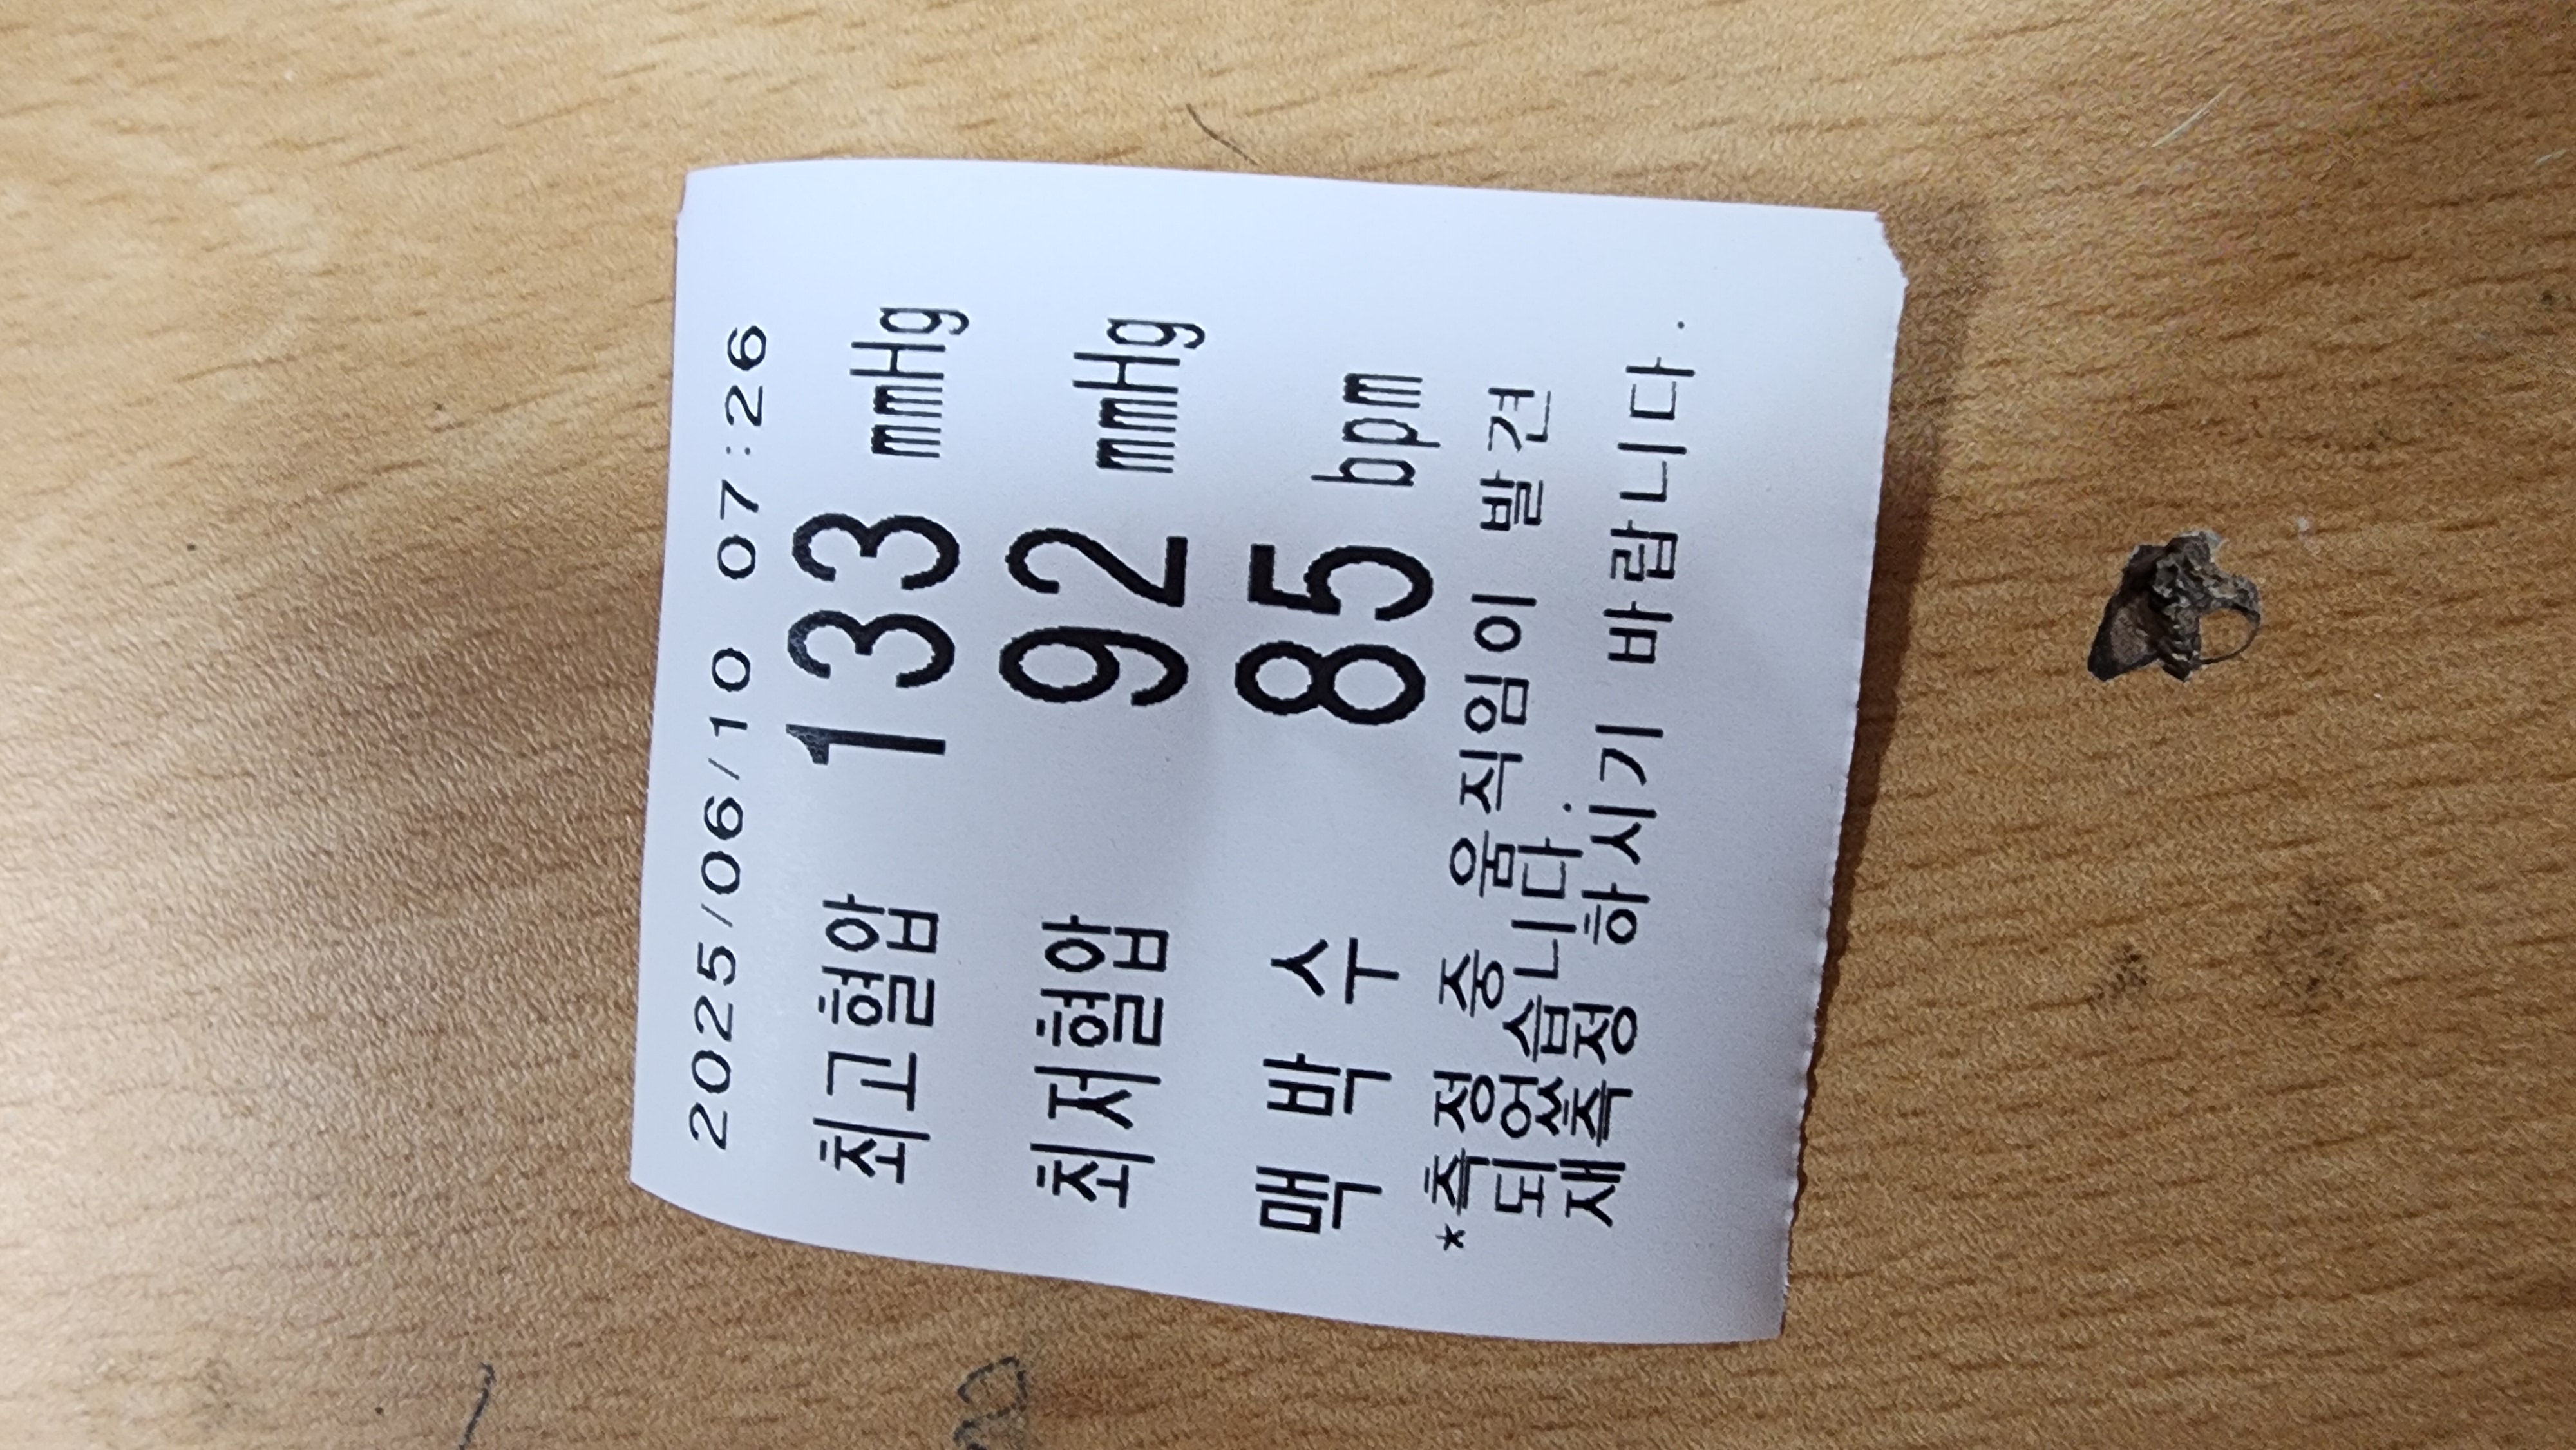 2025/06/10 07:26
최고혈압 133 mmHg
최저혈압 92 mmHg
맥 박 수 85 bpm
*측정 중 움직임이 발견
되었습니다.
재측정 하시기 바랍니다.